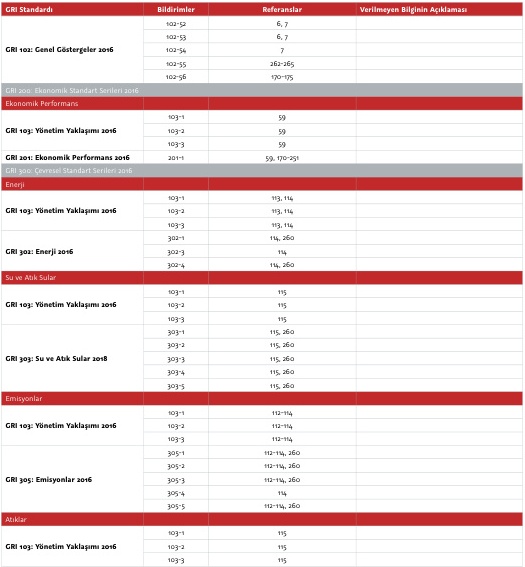 GRI Standardı Bildirimler Referanslar Verilmeyen Bilginin Açıklaması
102-52 6, 7
102-53 6, 7
GRI 102: Genel Göstergeler 2016 102-54 7
102-55 262-265
102-56 170-175
GRI 200: Ekonomik Standart Serileri 2016
Ekonomik Performans
103-1 59
GRI 103: Yönetim Yaklaşımı 2016 103-2 59
103-3 59
GRI 201: Ekonomik Performans 2016 201-1 59, 170-251
GRI 300: Çevresel Standart Serileri 2016
Enerji
103-1 113, 114
GRI 103: Yönetim Yaklaşımı 2016 103-2 113, 114
103-3 113, 114
302-1 114, 260
GRI 302: Enerji 2016 302-3 114
302-4 114, 260
Su ve Atık Sular
103-1 115
GRI 103: Yönetim Yaklaşımı 2016 103-2 115
103-3 115
303-1 115, 260
303-2 115, 260
GRI 303: Su ve Atık Sular 2018 303-3 115, 260
303-4 115, 260
303-5 115, 260
Emisyonlar
103-1 112-114
GRI 103: Yönetim Yaklaşımı 2016 103-2 112-114
103-3 112-114
305-1 112-114, 260
305-2 112-114, 260
GRI 305: Emisyonlar 2016 305-3 112-114, 260
305-4 114
305-5 112-114, 260
Atıklar
103-1 115
GRI 103: Yönetim Yaklaşımı 2016 103-2 115
103-3 115